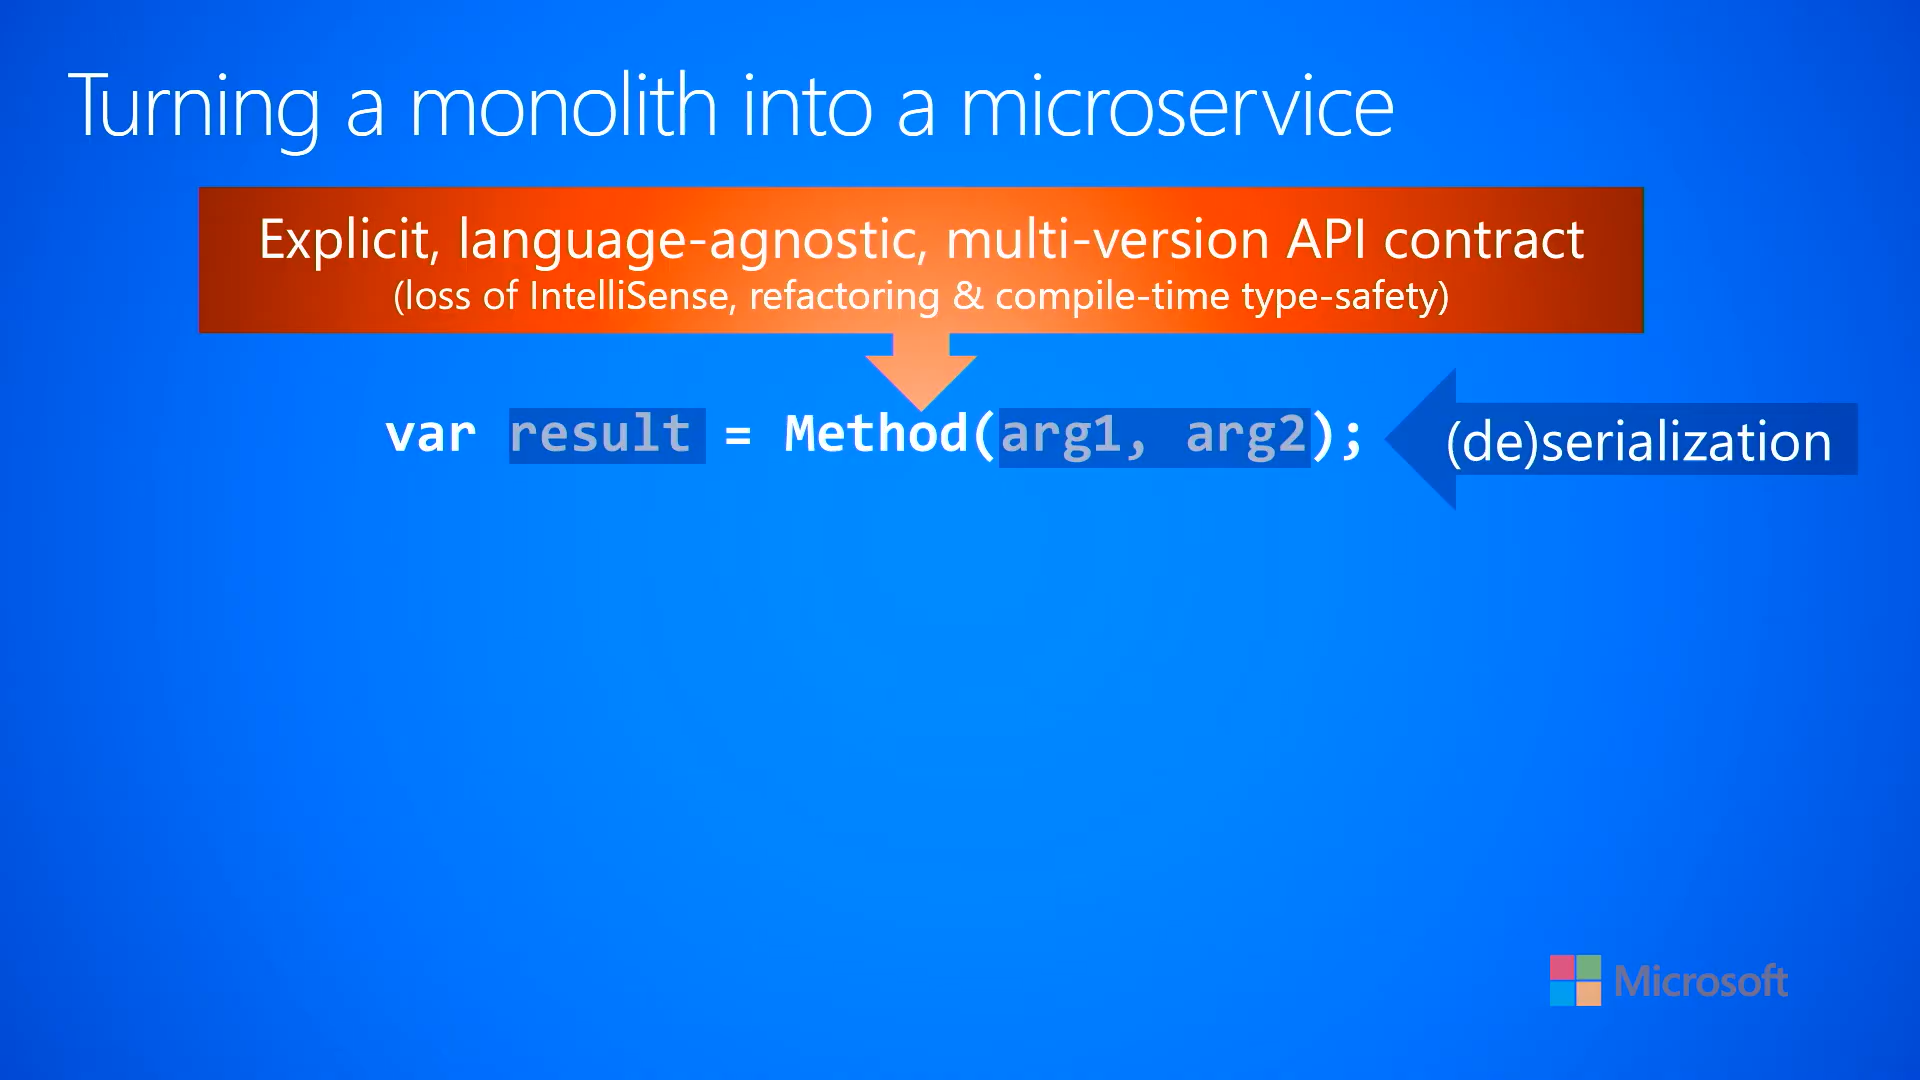 Turning a monolith into a microservice
Explicit, language-agnostic, multi-version API contract
(loss of IntelliSense, refactoring & compile-time type-safety)
var result = Method(arg1, arg2);
(de)serialization
Microsoft